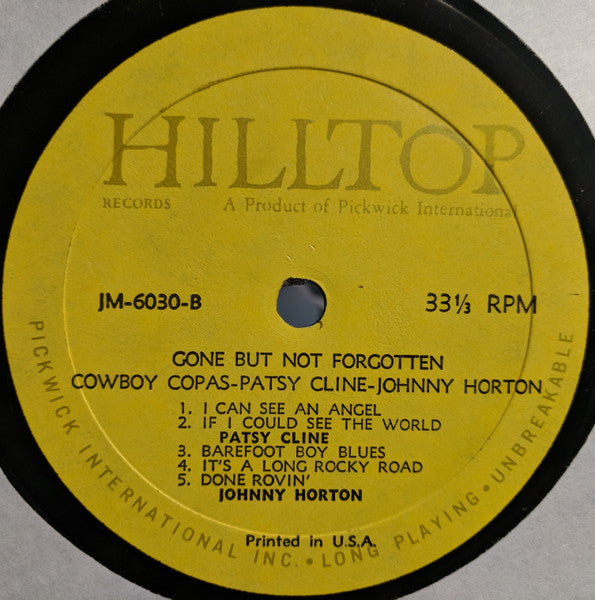 HILLTOP
RECORDS A Product of Pickwick International
JM-6030-B 33⅓ RPM
GONE BUT NOT FORGOTTEN
COWBOY COPAS-PATSY CLINE-JOHNNY HORTON
1. I CAN SEE AN ANGEL
2. IF I COULD SEE THE WORLD
PATSY CLINE
3. BAREFOOT BOY BLUES
4. IT'S A LONG ROCKY ROAD
5. DONE ROVIN'
JOHNNY HORTON
Printed in U.S.A.
PICKWICK INTERNATIONAL INC. • LONG PLAYING • UNBREAKABLE